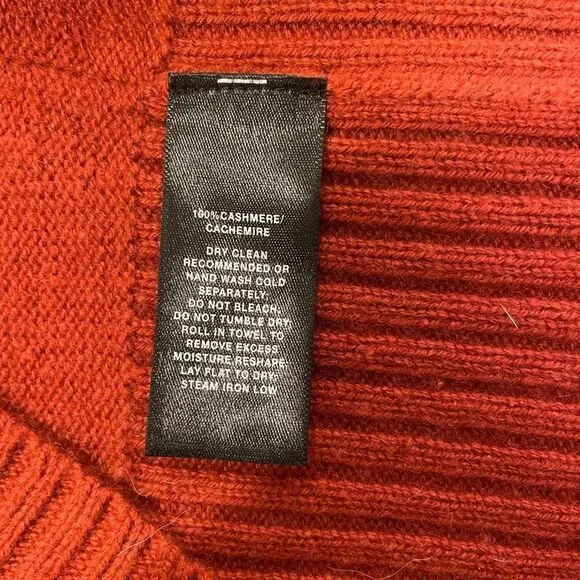 100%CASHMERE/
CACHEMIRE
DRY CLEAN
RECOMMENDED OR
HAND WASH COLD
SEPARATELY.
DO NOT BLEACH.
DO NOT TUMBLE DRY.
ROLL IN TOWEL TO
REMOVE EXCESS
MOISTURE,RESHARE.
LAY FLAT TO DRY.
STEAM IRON LOW